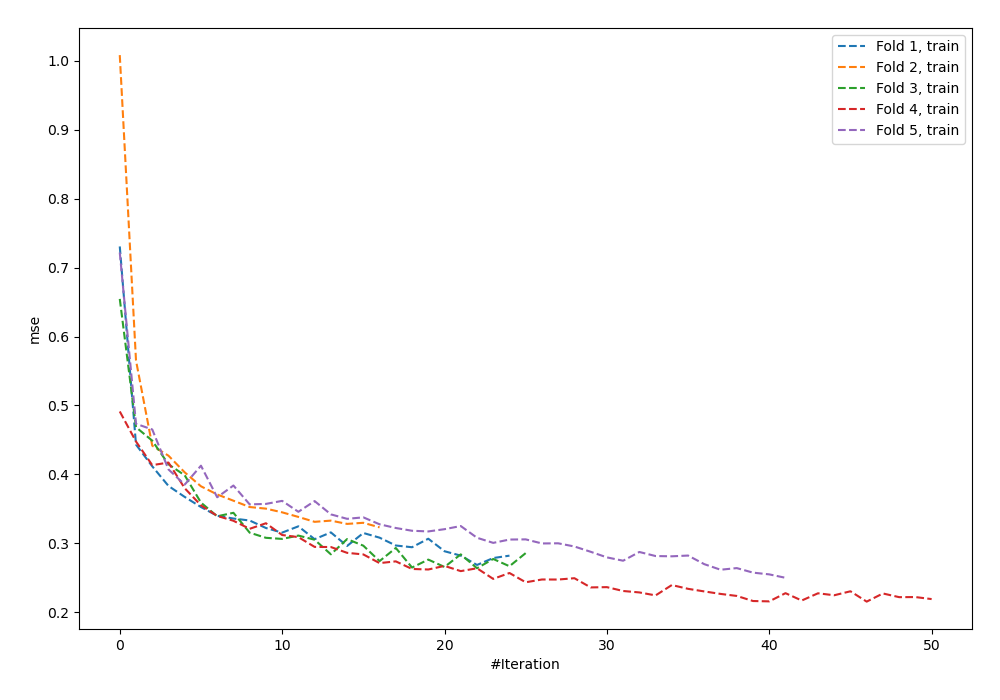 1.0
0.9
0.8
0.7
0.6
0.5
0.4
0.3
0.2
mse
0
10
20
30
40
50
#Iteration
Fold 1, train
Fold 2, train
Fold 3, train
Fold 4, train
Fold 5, train